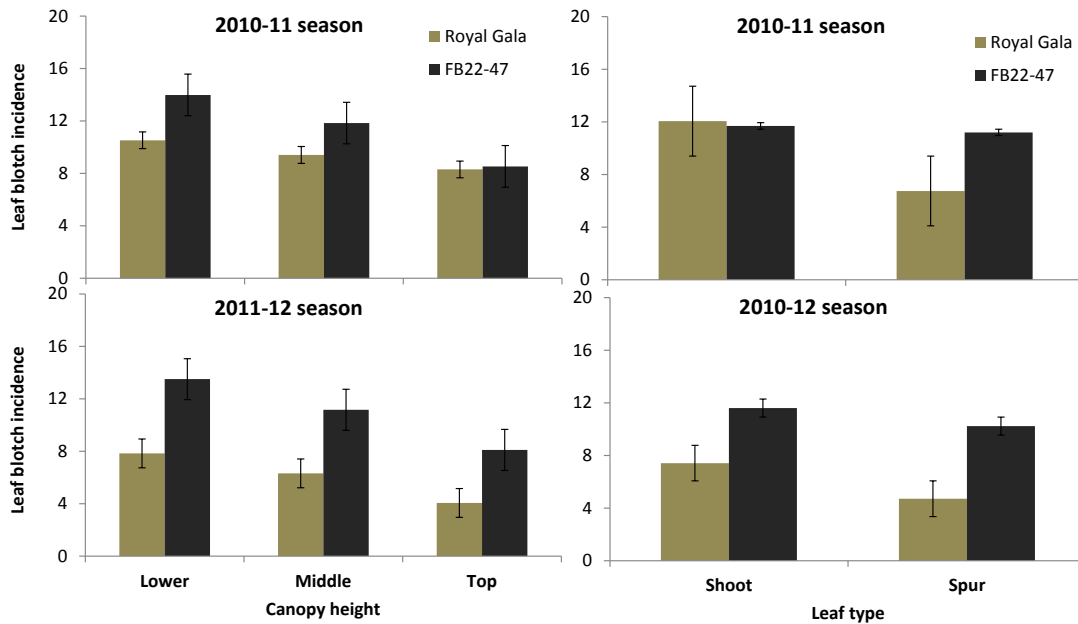 2010-11 season
Royal Gala
FB22-47
Leaf blotch incidence
20
16
12
8
4
0
2010-11 season
Royal Gala
FB22-47
20
16
12
8
4
0
2011-12 season
Leaf blotch incidence
20
16
12
8
4
0
Lower Middle Top
Canopy height
2010-12 season
20
16
12
8
4
0
Shoot Spur
Leaf type